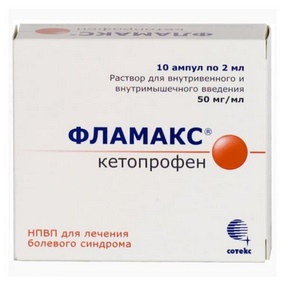 10 ампул по 2 мл
Раствор для внутривенного и
внутримышечного введения
50 мг/мл
ФЛАМАКС®
кетопрофен
НПВП для лечения
болевого синдрома
сотекс